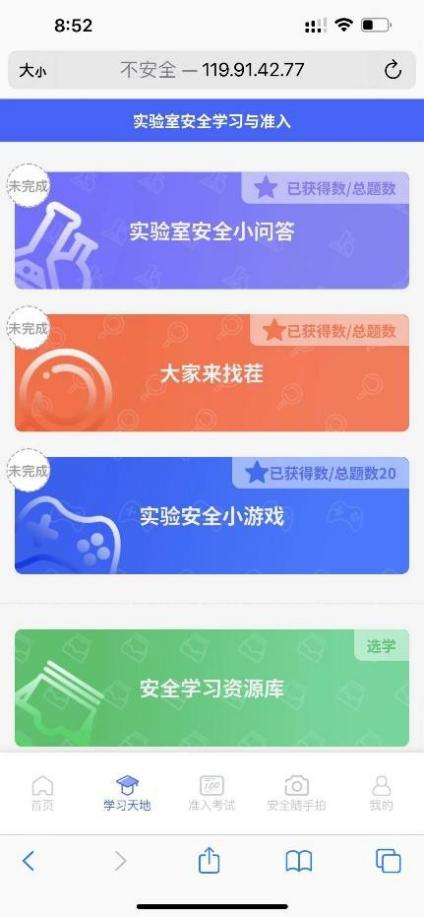 8:52
大小
不安全 — 119.91.42.77
实验室安全学习与准入
未完成
已获得数/总题数
实验室安全小问答
未完成
已获得数/总题数
大家来找茬
未完成
已获得数/总题数20
实验安全小游戏
选学
安全学习资源库
100
首页
学习天地
准入考试
安全随手拍
我的